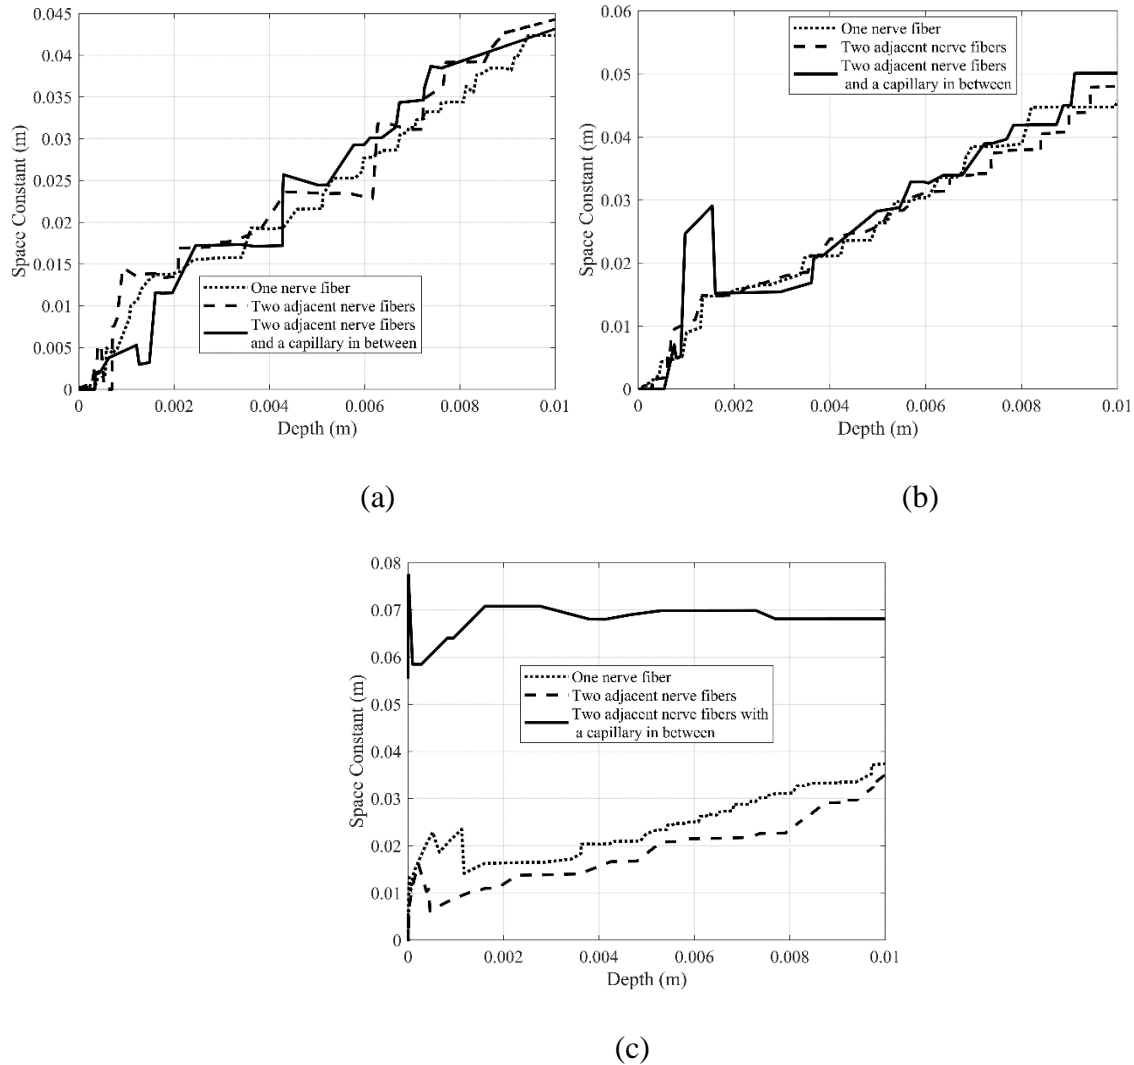 0.045
0.04
0.035
0.03
0.025
0.02
0.015
0.01
0.005
0
Space Constant (m)
One nerve fiber
Two adjacent nerve fibers
Two adjacent nerve fibers
and a capillary in between
0 0.002 0.004 0.006 0.008 0.01
Depth (m)
(a)
0.06
0.05
0.04
0.03
0.02
0.01
0
Space Constant (m)
One nerve fiber
Two adjacent nerve fibers
Two adjacent nerve fibers
and a capillary in between
0 0.002 0.004 0.006 0.008 0.01
Depth (m)
(b)
0.08
0.07
0.06
0.05
0.04
0.03
0.02
0.01
0
Space Constant (m)
One nerve fiber
Two adjacent nerve fibers
Two adjacent nerve fibers with
a capillary in between
0 0.002 0.004 0.006 0.008 0.01
Depth (m)
(c)